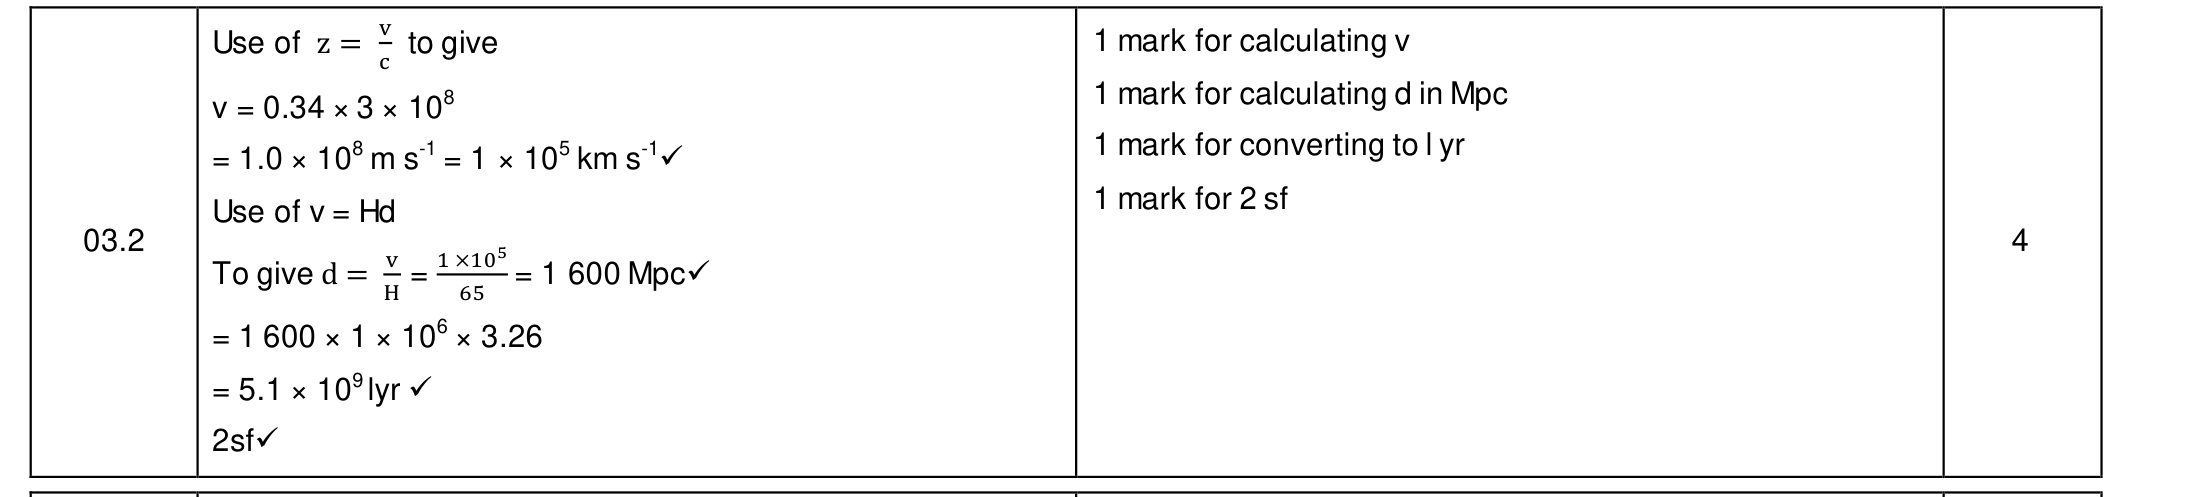 03.2
Use of z = v/c to give
v = 0.34 × 3 × 10⁸
= 1.0 × 10⁸ m s⁻¹ = 1 × 10⁵ km s⁻¹✓
Use of v = Hd
To give d = v/H = 1 ×10⁵/65 = 1 600 Mpc✓
= 1 600 × 1 × 10⁶ × 3.26
= 5.1 × 10⁹ lyr ✓
2sf✓
1 mark for calculating v
1 mark for calculating d in Mpc
1 mark for converting to l yr
1 mark for 2 sf
4